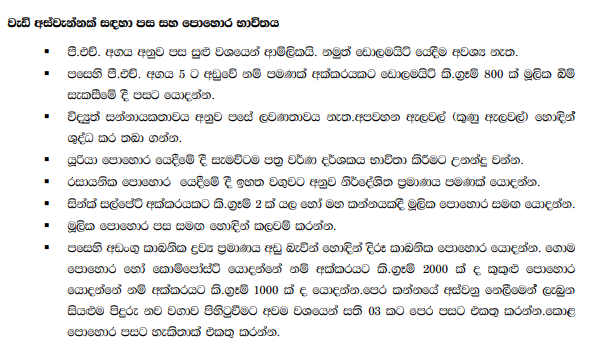 වැඩි අස්වැන්නක් සඳහා පස සහ පොහොර භාවිතය
▪ පී.එච්. අගය අනුව පස සුළු වශයෙන් ආම්ලිකයි. නමුත් ඩොලමයිට් යෙදීම අවශ්‍ය නැත.
▪ පසෙහි පී.එච්. අගය 5 ට අඩුවේ නම් පමණක් අක්කරයකට ඩොලමයිට් කි.ග්‍රෑම් 800 ක් මූලික බිම්
සැකසීමේ දී පසට යොදන්න.
▪ විද්‍යුත් සන්නායකතාවය අනුව පසේ ලවණතාවය නැත.අපවහන ඇලවල් (කුණු ඇලවල්) හොඳින්
ශුද්ධ කර තබා ගන්න.
▪ යූරියා පොහොර යෙදීමේ දී සැමවිටම පත්‍ර වර්ණ දර්ශකය භාවිතා කිරීමට උනන්දු වන්න.
▪ රසායනික පොහොර යෙදීමේ දී ඉහත වගුවට අනුව නිර්දේශිත ප්‍රමාණය පමණක් යොදන්න.
▪ සින්ක් සල්පේට් අක්කරයකට කි.ග්‍රෑම් 2 ක් යල හෝ මහ කන්නයකදී මූලික පොහොර සමඟ යොදන්න.
▪ මූලික පොහොර පස සමඟ හොඳින් කලවම් කරන්න.
▪ පසෙහි අඩංගු කාබනික ද්‍රව්‍ය ප්‍රමාණය අඩු බැවින් හොඳින් දිරූ කාබනික පොහොර යොදන්න. ගොම
පොහොර හෝ කොම්පෝස්ට් යොදන්නේ නම් අක්කරයට කි.ග්‍රෑම් 2000 ක් ද කුකුළු පොහොර
යොදන්නේ නම් අක්කරයට කි.ග්‍රෑම් 1000 ක් ද යොදන්න.පෙර කන්නයේ අස්වනු නෙලීමෙන් ලැබුන
සියළුම පිදුරු නව වගාව පිහිටුවීමට අවම වශයෙන් සති 03 කට පෙර පසට එකතු කරන්න.කොළ
පොහොර පසට හැකිතාක් එකතු කරන්න.